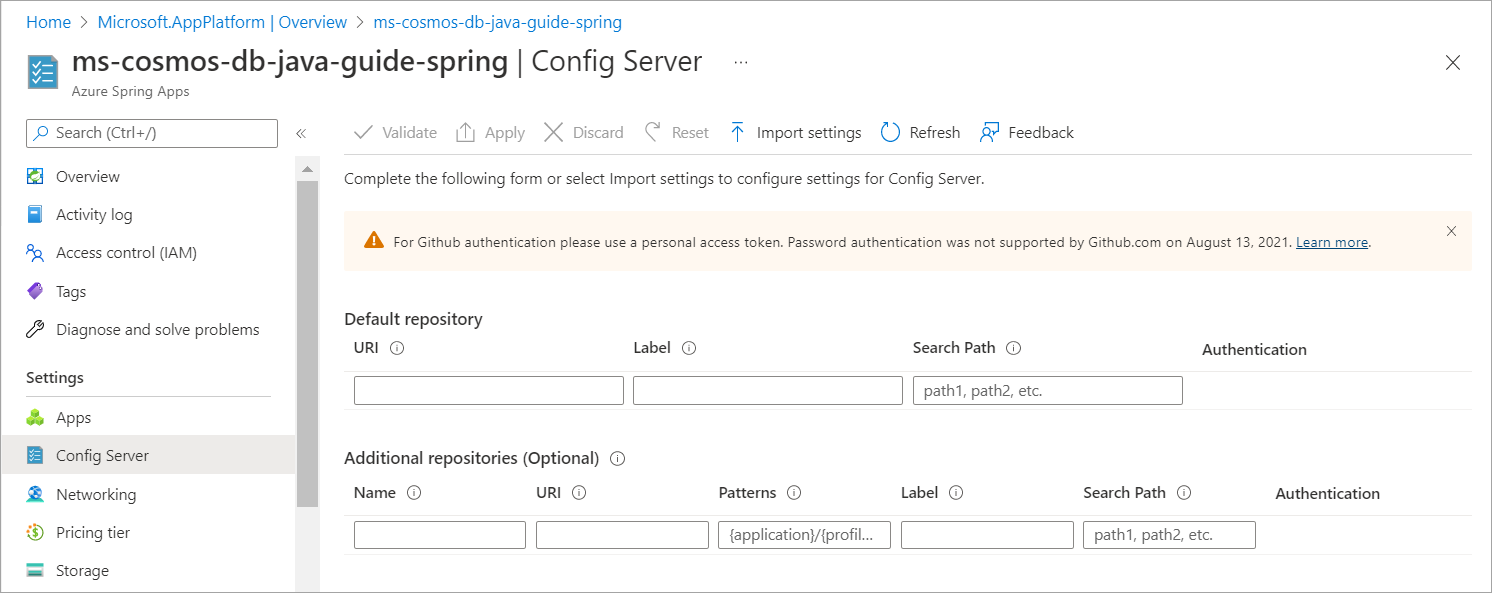 Home > Microsoft.AppPlatform | Overview > ms-cosmos-db-java-guide-spring
ms-cosmos-db-java-guide-spring | Config Server ...
Azure Spring Apps
Search (Ctrl+/) «
Validate Apply Discard Reset Import settings Refresh Feedback
Overview
Activity log
Access control (IAM)
Tags
Diagnose and solve problems
Settings
Apps
Config Server
Networking
Pricing tier
Storage
Complete the following form or select Import settings to configure settings for Config Server.
For Github authentication please use a personal access token. Password authentication was not supported by Github.com on August 13, 2021. Learn more.
Default repository
URI Label Search Path Authentication
path1, path2, etc.
Additional repositories (Optional)
Name URI Patterns Label Search Path Authentication
{application}/{profil... path1, path2, etc.